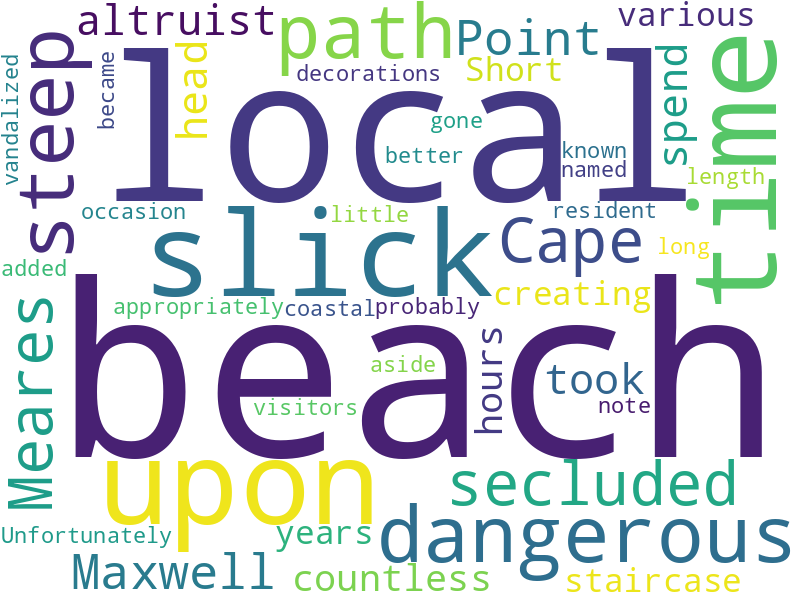 altruist
path
Point
various
steep
vandalized
became
head
decorations
Short
spend
time
local
gone
better
known
named
length
occasion
little
resident
slick
Cape
long
added
appropriately
coastal
probably
creating
Meares
beach
hours
aside
took
visitors
note
upon
secluded
Unfortunately
years
dangerous
Maxwell
countless
staircase